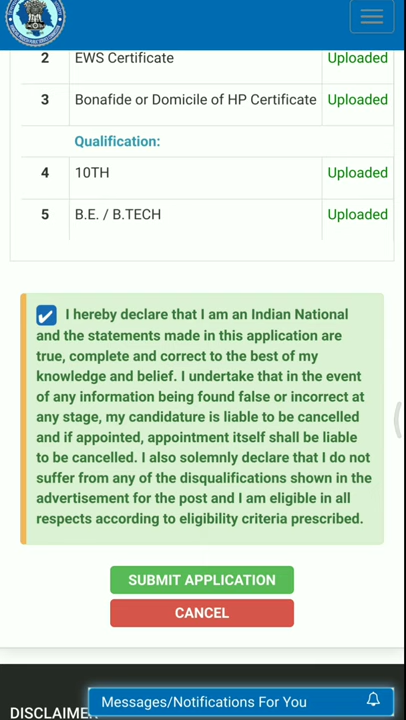 2 EWS Certificate Uploaded
3 Bonafide or Domicile of HP Certificate Uploaded
Qualification:
4 10TH Uploaded
5 B.E. / B.TECH Uploaded
I hereby declare that I am an Indian National
and the statements made in this application are
true, complete and correct to the best of my
knowledge and belief. I undertake that in the event
of any information being found false or incorrect at
any stage, my candidature is liable to be cancelled
and if appointed, appointment itself shall be liable
to be cancelled. I also solemnly declare that I do not
suffer from any of the disqualifications shown in the
advertisement for the post and I am eligible in all
respects according to eligibility criteria prescribed.
SUBMIT APPLICATION
CANCEL
DISCLAIMER
Messages/Notifications For You